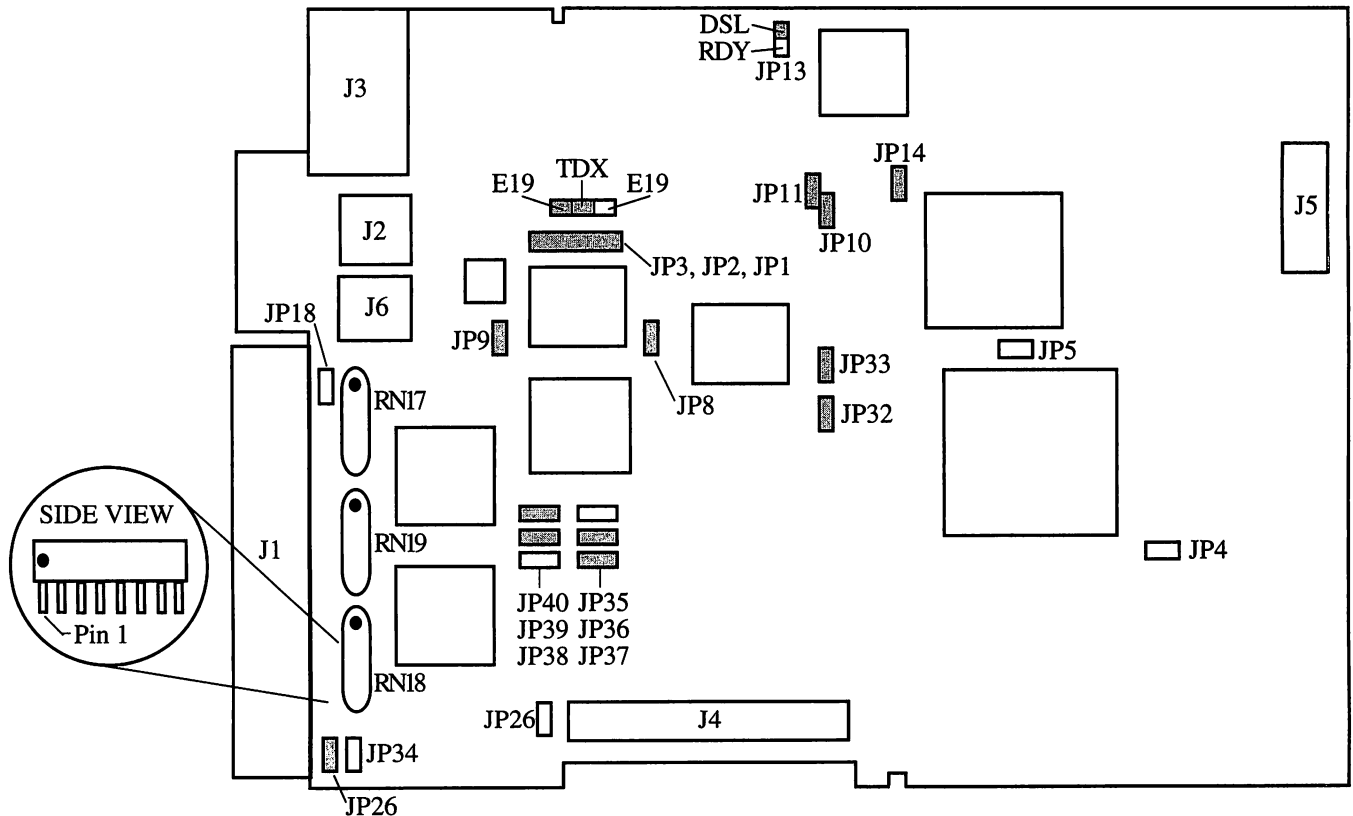 DSL
RDY
JP13
J3
JP14
TDX
E19
E19
JP11
J5
J2
JP10
JP3, JP2, JP1
J6
JP18
JP9
JP5
JP33
RN17
JP8
JP32
SIDE VIEW
J1
RN19
JP4
Pin 1
JP40 JP35
JP39 JP36
JP38 JP37
RN18
JP26
J4
JP34
JP26